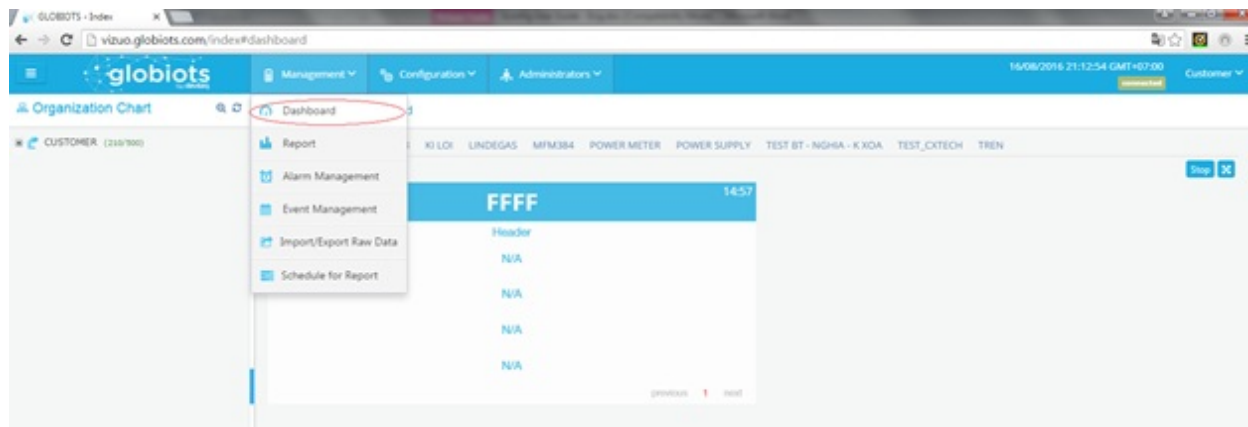 GLOBIOTS - Index
vizuo.globiots.com/index#dashboard
globiots
Management
Configuration
Administrators
16/08/2016 21:12:54 GMT+07:00
connected
Customer
Organization Chart
Dashboard
CUSTOMER (210/500)
Report
KI LOI LINDEGAS MFM384 POWER METER POWER SUPPLY TEST BT - NGHIA - K XOA TEST_CXTECH TREN
Alarm Management
Stop
Event Management
FFFF
14:57
Import/Export Raw Data
Header
N/A
Schedule for Report
N/A
N/A
N/A
previous 1 next